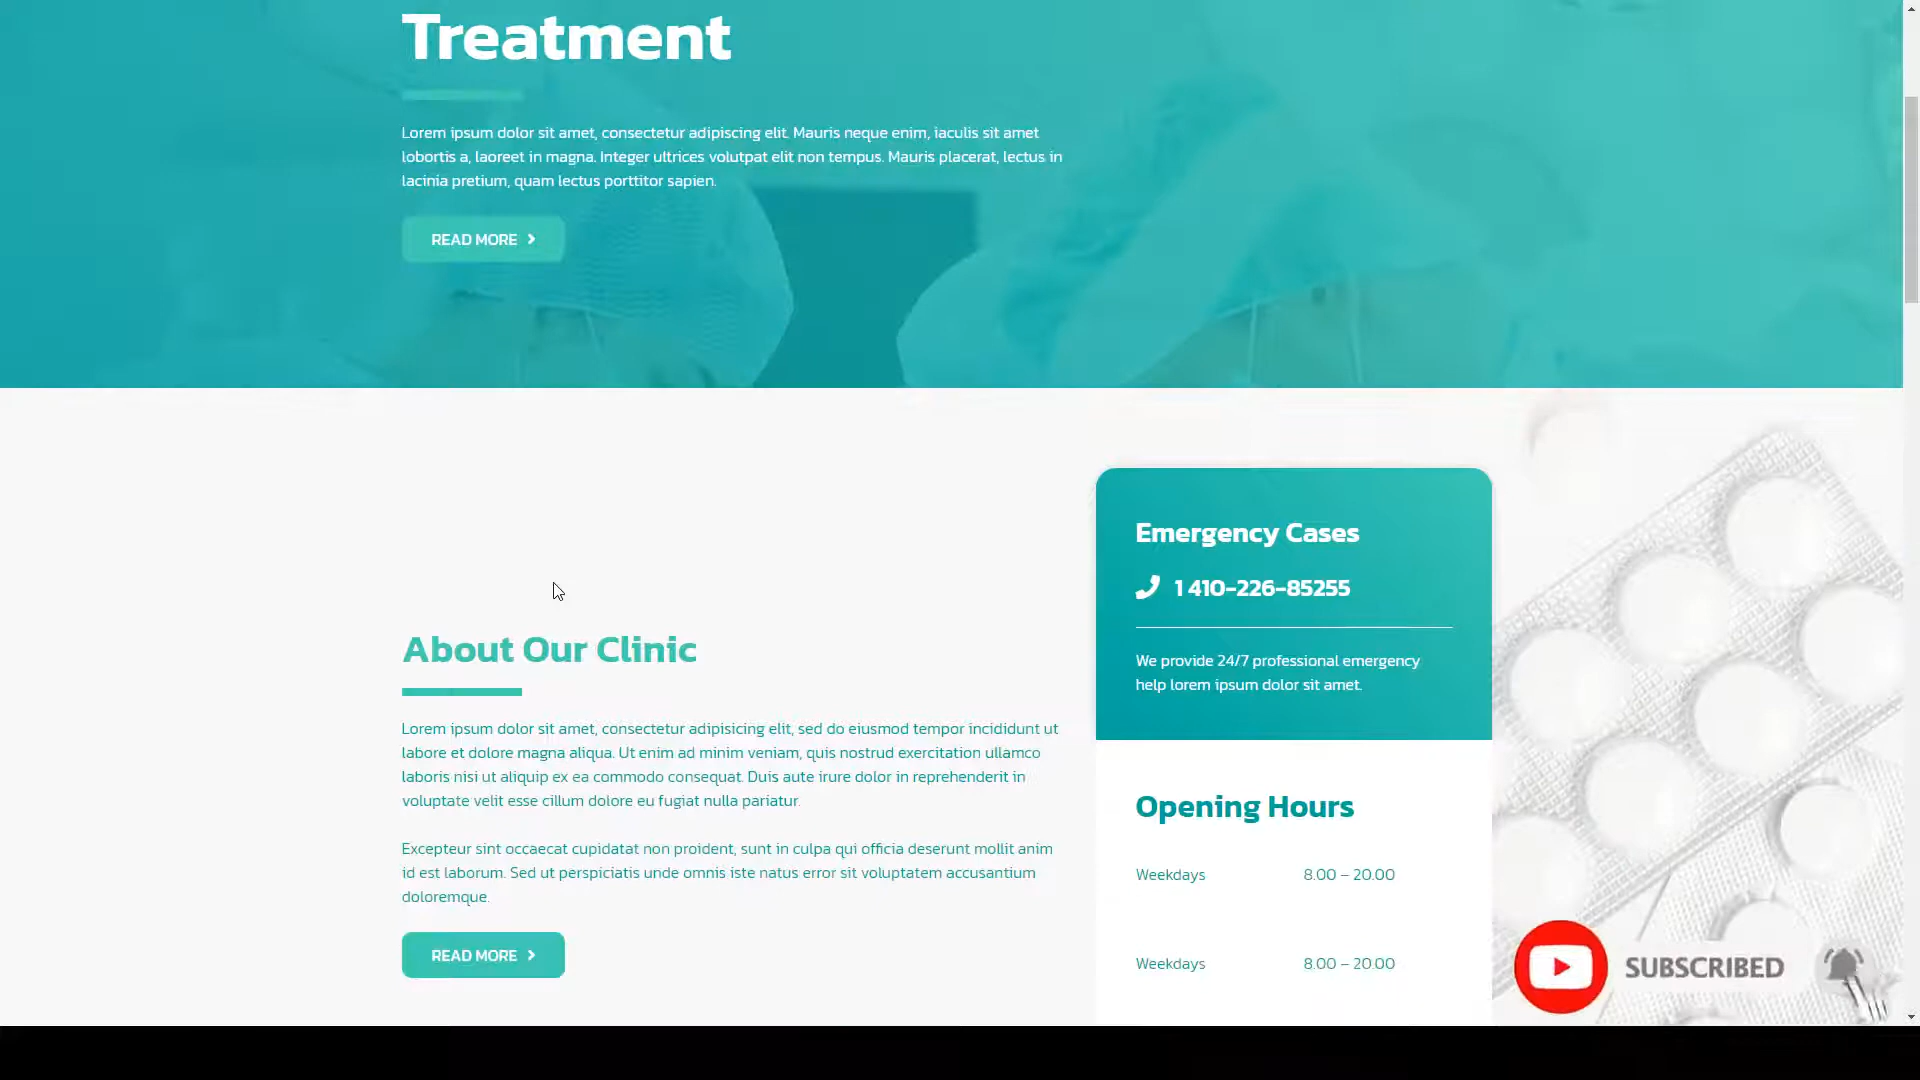 Treatment
Lorem ipsum dolor sit amet, consectetur adipiscing elit. Mauris neque enim, iaculis sit amet
lobortis a, laoreet in magna. Integer ultrices volutpat elit non tempus. Mauris placerat, lectus in
lacinia pretium, quam lectus porttitor sapien.
READ MORE
About Our Clinic
Lorem ipsum dolor sit amet, consectetur adipisicing elit, sed do eiusmod tempor incididunt ut
labore et dolore magna aliqua. Ut enim ad minim veniam, quis nostrud exercitation ullamco
laboris nisi ut aliquip ex ea commodo consequat. Duis aute irure dolor in reprehenderit in
voluptate velit esse cillum dolore eu fugiat nulla pariatur.
Excepteur sint occaecat cupidatat non proident, sunt in culpa qui officia deserunt mollit anim
id est laborum. Sed ut perspiciatis unde omnis iste natus error sit voluptatem accusantium
doloremque.
READ MORE
Emergency Cases
1 410-226-85255
We provide 24/7 professional emergency
help lorem ipsum dolor sit amet.
Opening Hours
Weekdays 8.00 – 20.00
Weekdays 8.00 – 20.00
SUBSCRIBED